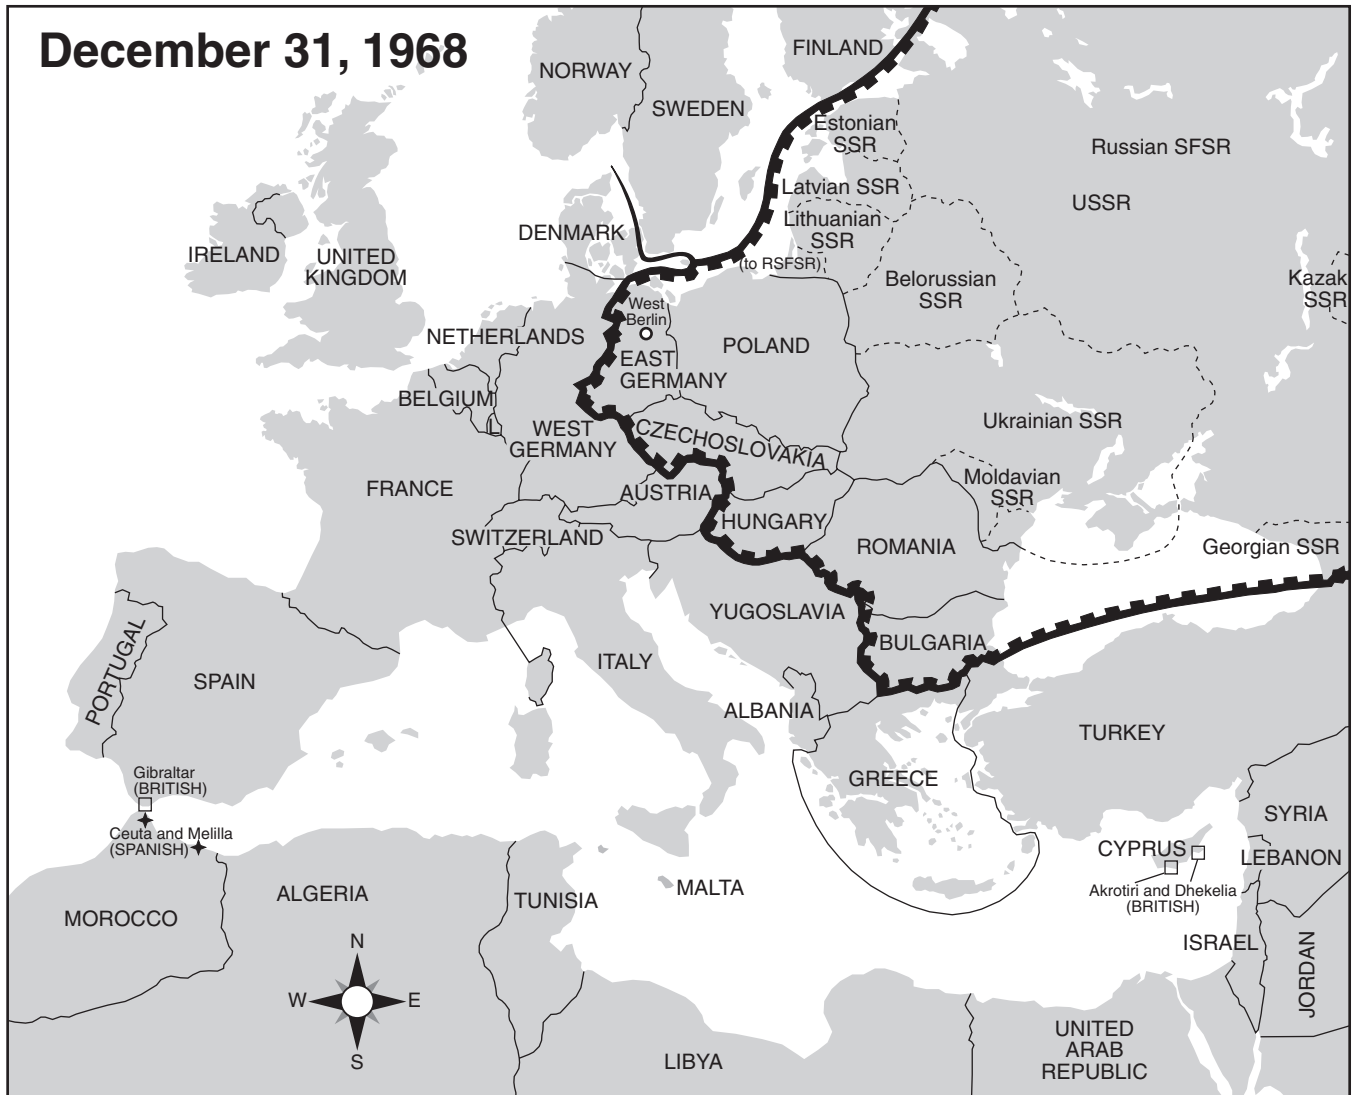 December 31, 1968
FINLAND
NORWAY
SWEDEN
Estonian
SSR
Russian SFSR
Latvian SSR
USSR
Lithuanian
SSR
DENMARK
IRELAND
UNITED
KINGDOM
(to RSFSR)
Belorussian
SSR
Kazak
SSR
West
Berlin
NETHERLANDS
POLAND
EAST
GERMANY
BELGIUM
L
WEST
GERMANY
CZECHOSLOVAKIA
Ukrainian SSR
FRANCE
AUSTRIA
Moldavian
SSR
HUNGARY
SWITZERLAND
ROMANIA
Georgian SSR
YUGOSLAVIA
PORTUGAL
BULGARIA
SPAIN
ITALY
ALBANIA
TURKEY
Gibraltar
(BRITISH)
GREECE
SYRIA
Ceuta and Melilla
(SPANISH)
CYPRUS
LEBANON
MALTA
Akrotiri and Dhekelia
(BRITISH)
ALGERIA
TUNISIA
MOROCCO
ISRAEL
JORDAN
N
W
E
S
UNITED
ARAB
REPUBLIC
LIBYA